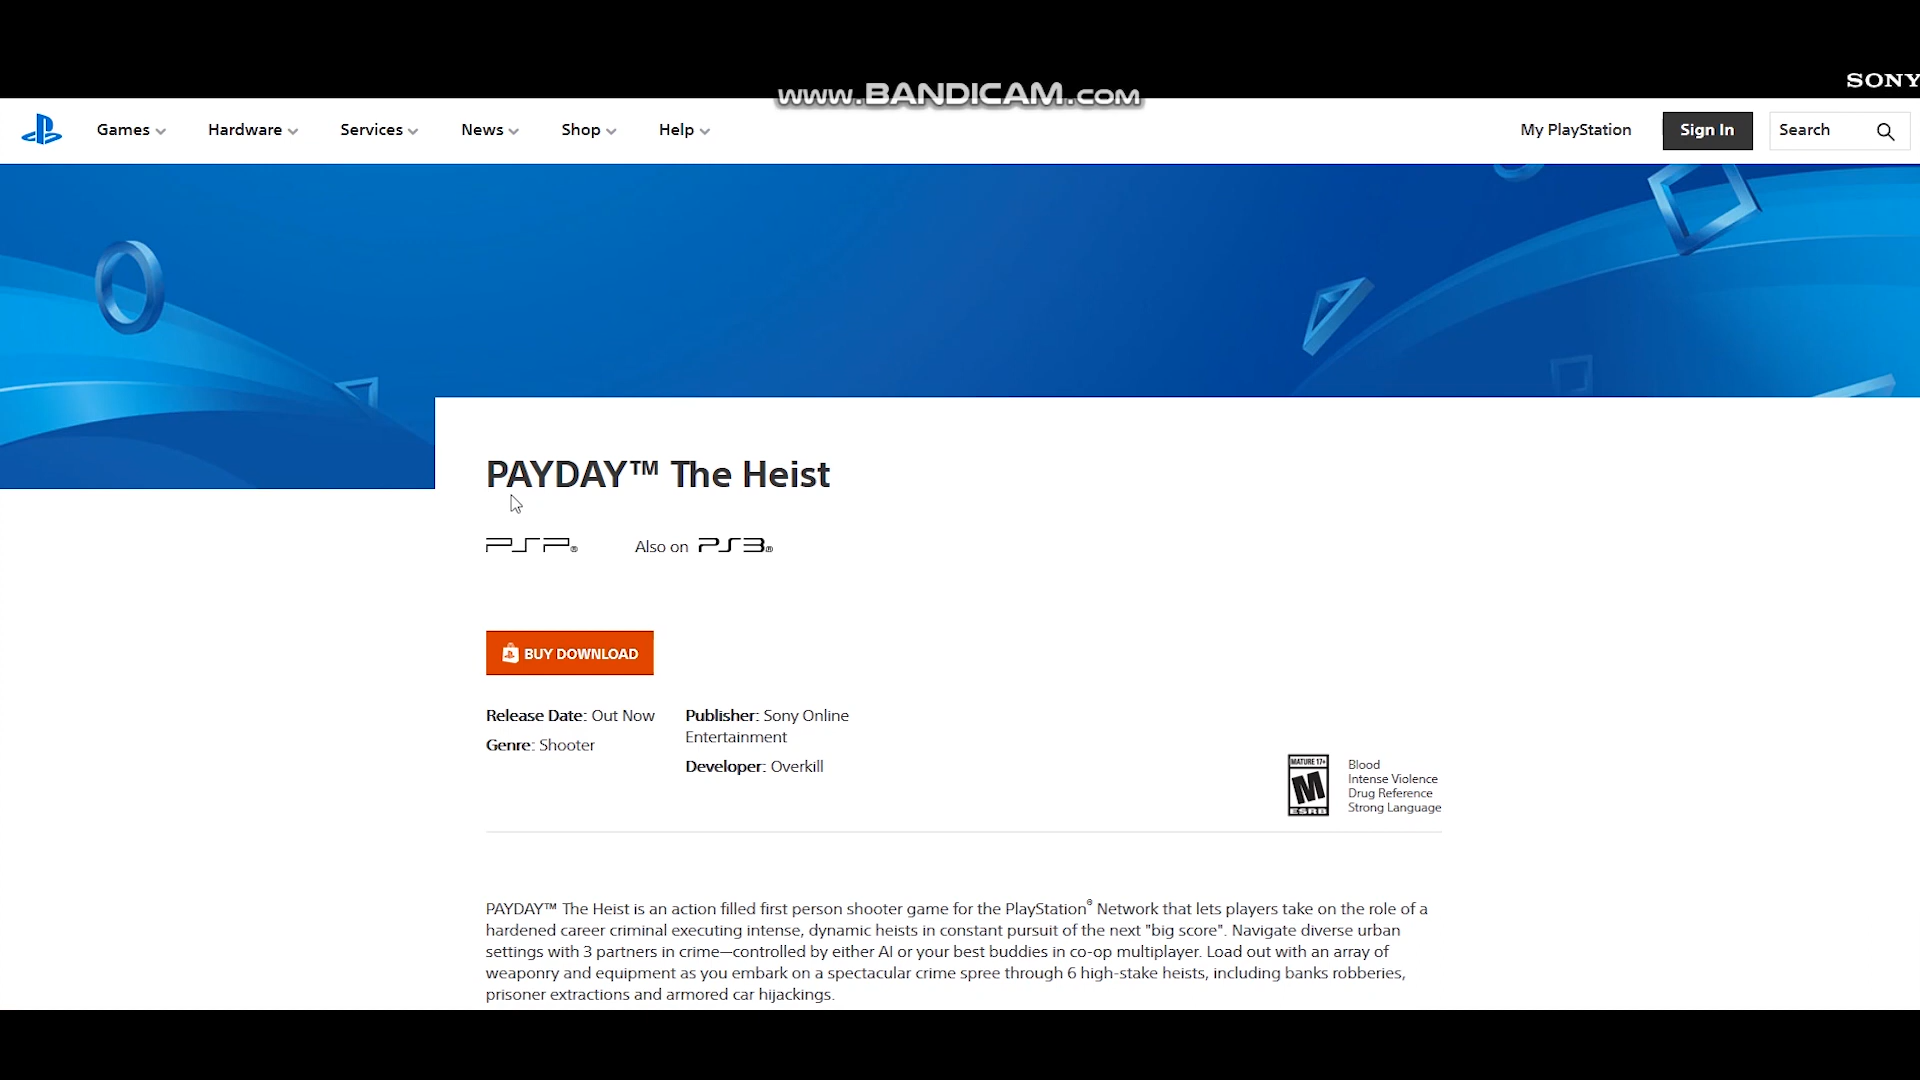 www.BANDICAM.com
SONY
Games Hardware Services News Shop Help My PlayStation Sign In Search
PAYDAY™ The Heist
PSP® Also on PS3®
BUY DOWNLOAD
Release Date: Out Now
Genre: Shooter
Publisher: Sony Online
Entertainment
Developer: Overkill
MATURE 17+
M
ESRB
Blood
Intense Violence
Drug Reference
Strong Language
PAYDAY™ The Heist is an action filled first person shooter game for the PlayStation® Network that lets players take on the role of a
hardened career criminal executing intense, dynamic heists in constant pursuit of the next "big score". Navigate diverse urban
settings with 3 partners in crime—controlled by either AI or your best buddies in co-op multiplayer. Load out with an array of
weaponry and equipment as you embark on a spectacular crime spree through 6 high-stake heists, including banks robberies,
prisoner extractions and armored car hijackings.